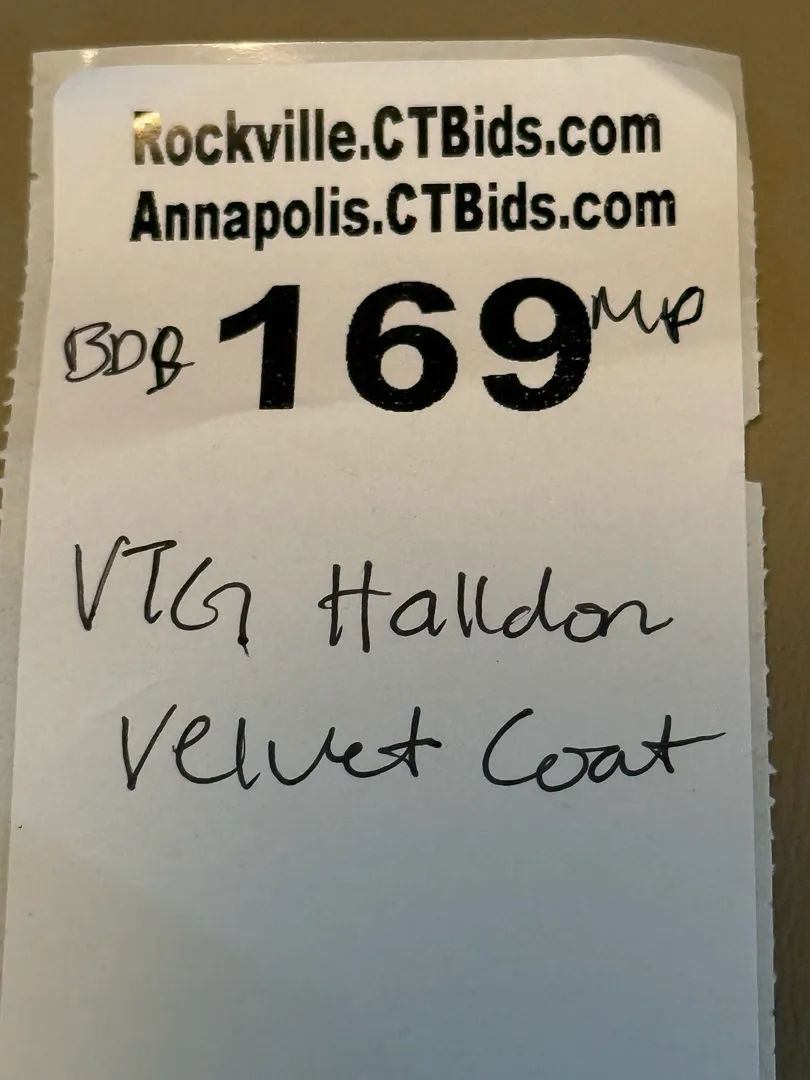 Rockville.CTBids.com
Annapolis.CTBids.com
BDB 169 MP
VTG Halldon
Velvet Coat